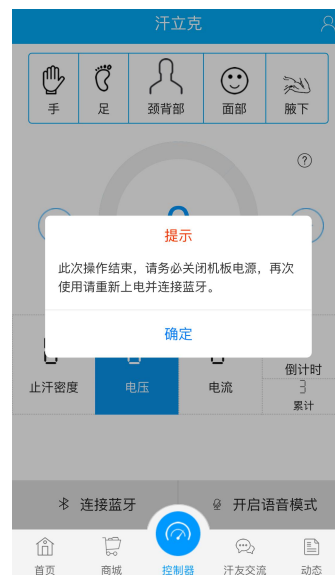 汗立克
手 足 颈背部 面部 腋下
?
提示
此次操作结束，请务必关闭机板电源，再次
使用请重新上电并连接蓝牙。
确定
止汗密度 电压 电流 倒计时
3
累计
连接蓝牙 开启语音模式
首页 商城 控制器 汗友交流 动态